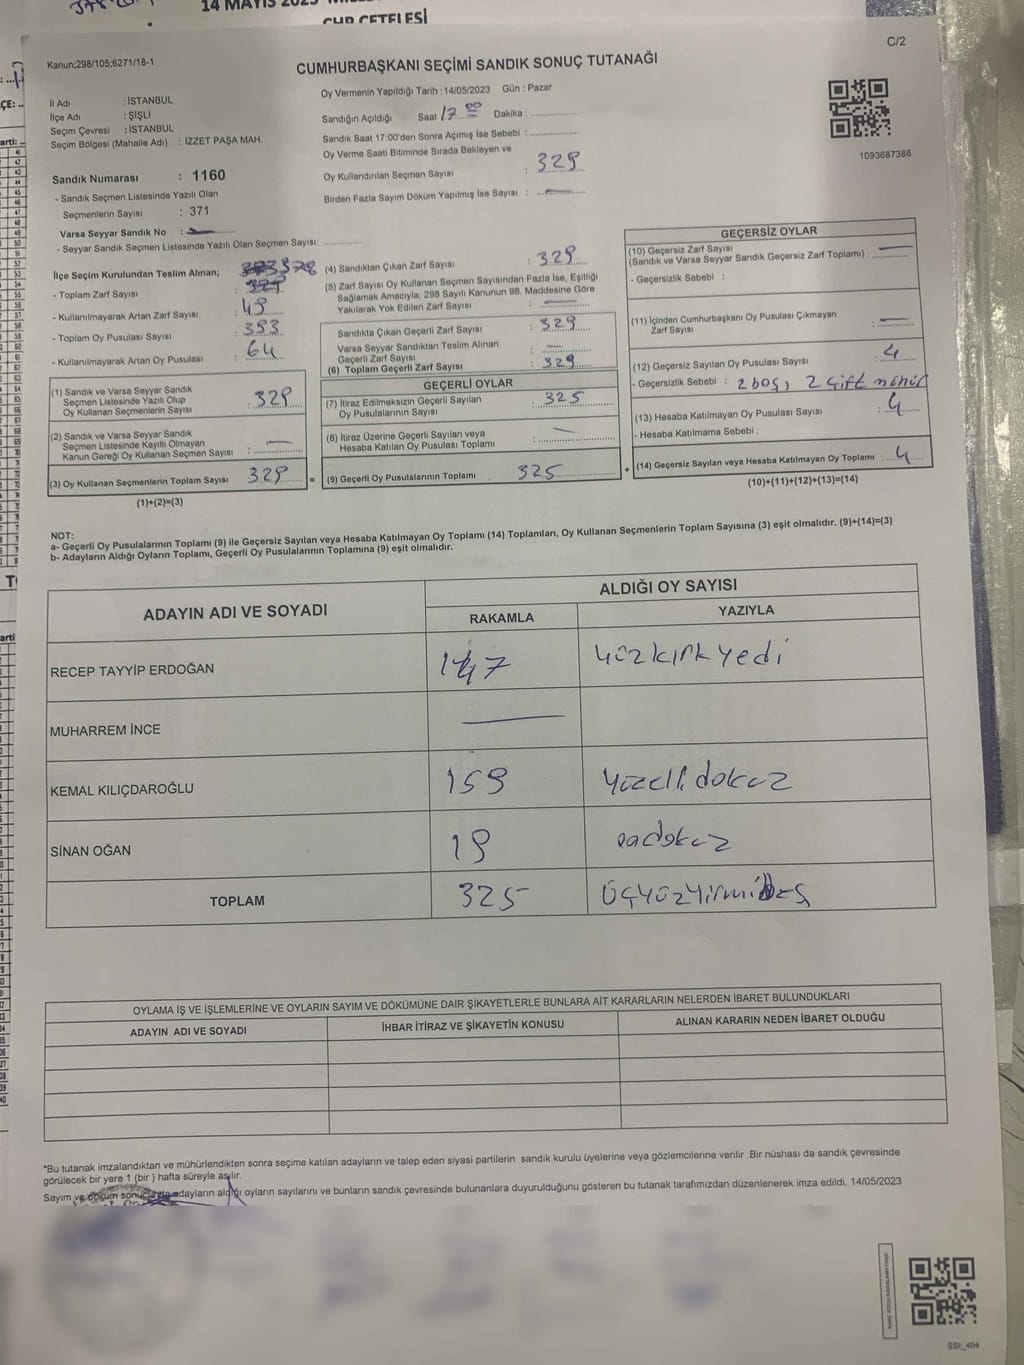 14 MAYIS 2023
CHP ÇETELESİ
C/2
Kanun;298/105;6271/18-1
CUMHURBAŞKANI SEÇİMİ SANDIK SONUÇ TUTANAĞI
Oy Vermenin Yapıldığı Tarih :14/05/2023 Gün : Pazar
İl Adı : İSTANBUL
İlçe Adı : ŞİŞLİ
Seçim Çevresi : İSTANBUL
Seçim Bölgesi (Mahalle Adı) : İZZET PAŞA MAH.
Sandığın Açıldığı Saat 17 00 Dakika :
Sandık Saat 17:00'den Sonra Açımış İse Sebebi :
Oy Verme Saati Bitiminde Sırada Bekleyen ve
Oy Kullandırılan Seçmen Sayısı : 329
Birden Fazla Sayım Döküm Yapılmış İse Sayısı : —
1093687386
Sandık Numarası : 1160
- Sandık Seçmen Listesinde Yazılı Olan
Seçmenlerin Sayısı : 371
Varsa Seyyar Sandık No :
- Seyyar Sandık Seçmen Listesinde Yazılı Olan Seçmen Sayısı:
İlçe Seçim Kurulundan Teslim Alınan; 378
- Toplam Zarf Sayısı :
- Kullanılmayarak Artan Zarf Sayısı : 49
- Toplam Oy Pusulası Sayısı : 393
- Kullanılmayarak Artan Oy Pusulası : 64
(1) Sandık ve Varsa Seyyar Sandık
Seçmen Listesinde Yazılı Olup
Oy Kullanan Seçmenlerin Sayısı : 329
(2) Sandık ve Varsa Seyyar Sandık
Seçmen Listesinde Kayıtlı Olmayan
Kanun Gereği Oy Kullanan Seçmen Sayısı : —
(3) Oy Kullanan Seçmenlerin Toplam Sayısı 329
(1)+(2)=(3)
(4) Sandıktan Çıkan Zarf Sayısı : 329
(5) Zarf Sayısı Oy Kullanan Seçmen Sayısından Fazla İse, Eşitliği
Sağlamak Amacıyla, 298 Sayılı Kanunun 98. Maddesine Göre
Yakılarak Yok Edilen Zarf Sayısı : —
Sandıkta Çıkan Geçerli Zarf Sayısı : 329
Varsa Seyyar Sandıktan Teslim Alınan
Geçerli Zarf Sayısı : —
(6) Toplam Geçerli Zarf Sayısı : 329
GEÇERLİ OYLAR
(7) İtiraz Edilmeksizin Geçerli Sayılan
Oy Pusulalarının Sayısı : 325
(8) İtiraz Üzerine Geçerli Sayılan veya
Hesaba Katılan Oy Pusulası Toplamı : —
= (9) Geçerli Oy Pusulalarının Toplamı 325
GEÇERSİZ OYLAR
(10) Geçersiz Zarf Sayısı
(Sandık ve Varsa Seyyar Sandık Geçersiz Zarf Toplamı) : —
- Geçersizlik Sebebi :
(11) İçinden Cumhurbaşkanı Oy Pusulası Çıkmayan
Zarf Sayısı : —
(12) Geçersiz Sayılan Oy Pusulası Sayısı : 4
- Geçersizlik Sebebi : 2 boş, 2 Çift mühür
(13) Hesaba Katılmayan Oy Pusulası Sayısı : 4
- Hesaba Katılmama Sebebi :
+ (14) Geçersiz Sayılan veya Hesaba Katılmayan Oy Toplamı : 4
(10)+(11)+(12)+(13)=(14)
NOT:
a- Geçerli Oy Pusulalarının Toplamı (9) ile Geçersiz Sayılan veya Hesaba Katılmayan Oy Toplamı (14) Toplamları, Oy Kullanan Seçmenlerin Toplam Sayısına (3) eşit olmalıdır. (9)+(14)=(3)
b- Adayların Aldığı Oyların Toplamı, Geçerli Oy Pusulalarının Toplamına (9) eşit olmalıdır.
ADAYIN ADI VE SOYADI
ALDIĞI OY SAYISI
RAKAMLA YAZIYLA
RECEP TAYYİP ERDOĞAN 147 Yüzkırkyedi
MUHARREM İNCE —
KEMAL KILIÇDAROĞLU 159 Yüzellidokuz
SİNAN OĞAN 19 ondokuz
TOPLAM 325 Üçyüzyirmibeş
OYLAMA İŞ VE İŞLEMLERİNE VE OYLARIN SAYIM VE DÖKÜMÜNE DAİR ŞİKAYETLERLE BUNLARA AİT KARARLARIN NELERDEN İBARET BULUNDUKLARI
ADAYIN ADI VE SOYADI İHBAR İTİRAZ VE ŞİKAYETİN KONUSU ALINAN KARARIN NEDEN İBARET OLDUĞU
*Bu tutanak imzalandıktan ve mühürlendikten sonra seçime katılan adayların ve talep eden siyasi partilerin sandık kurulu üyelerine veya gözlemcilerine verilir .Bir nüshası da sandık çevresinde
görülecek bir yere 1 (bir ) hafta süreyle asılır.
Sayım ve döküm sonucunda adayların aldığı oyların sayılarını ve bunların sandık çevresinde bulunanlara duyurulduğunu gösteren bu tutanak tarafımızdan düzenlenerek imza edildi. 14/05/2023
SSI_404